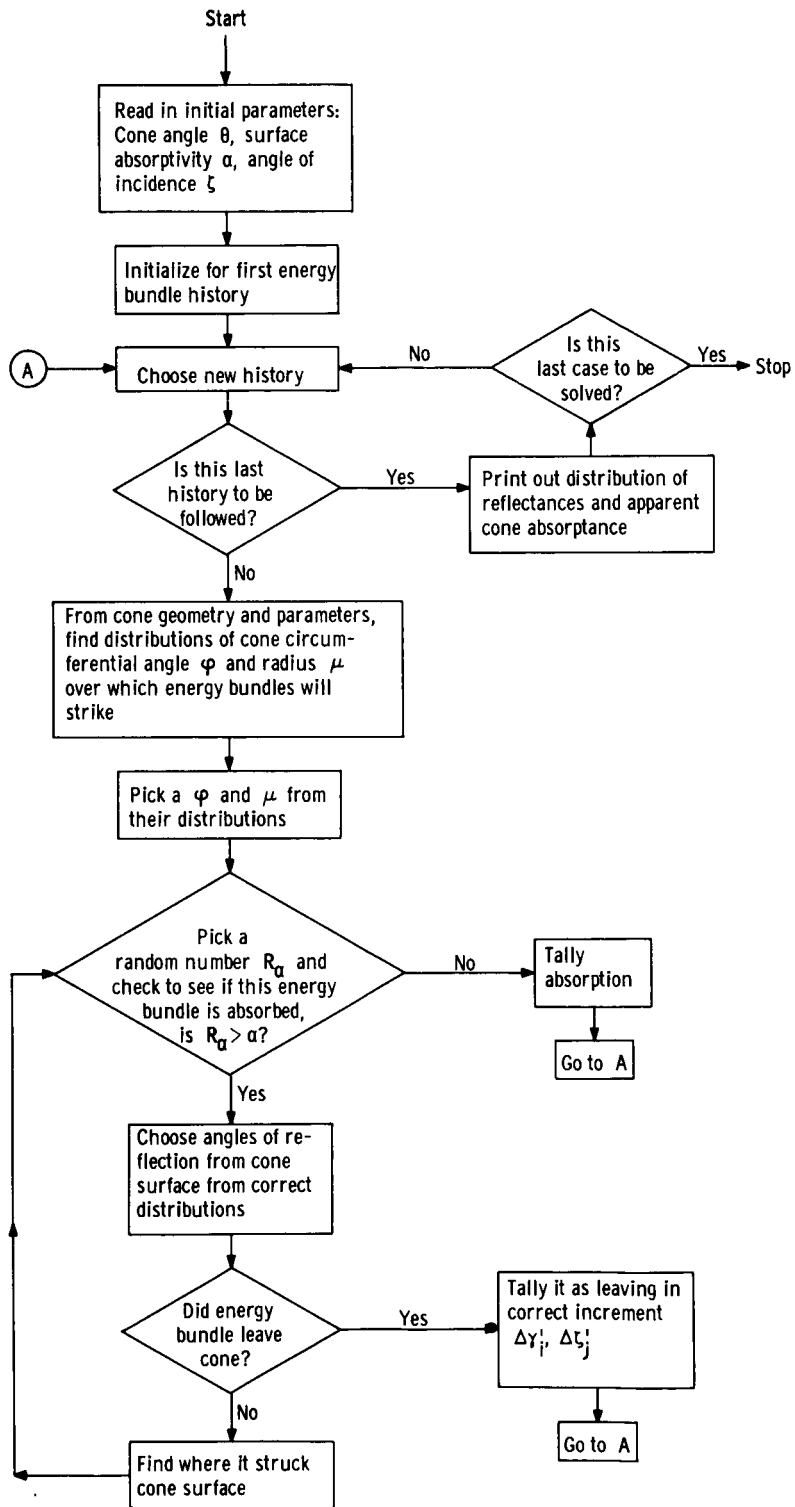 Start
Read in initial parameters:
Cone angle θ, surface
absorptivity α, angle of
incidence ζ
Initialize for first energy
bundle history
A
Choose new history
No
Is this
last case to be
solved?
Yes
Stop
Is this last
history to be
followed?
Yes
Print out distribution of
reflectances and apparent
cone absorptance
No
From cone geometry and parameters,
find distributions of cone circum-
ferential angle φ and radius μ
over which energy bundles will
strike
Pick a φ and μ from
their distributions
Pick a
random number Rα and
check to see if this energy
bundle is absorbed,
is Rα > α?
No
Tally
absorption
Go to A
Yes
Choose angles of re-
flection from cone
surface from correct
distributions
Did energy
bundle leave
cone?
Yes
Tally it as leaving in
correct increment
Δγ'i, Δζ'j
Go to A
No
Find where it struck
cone surface